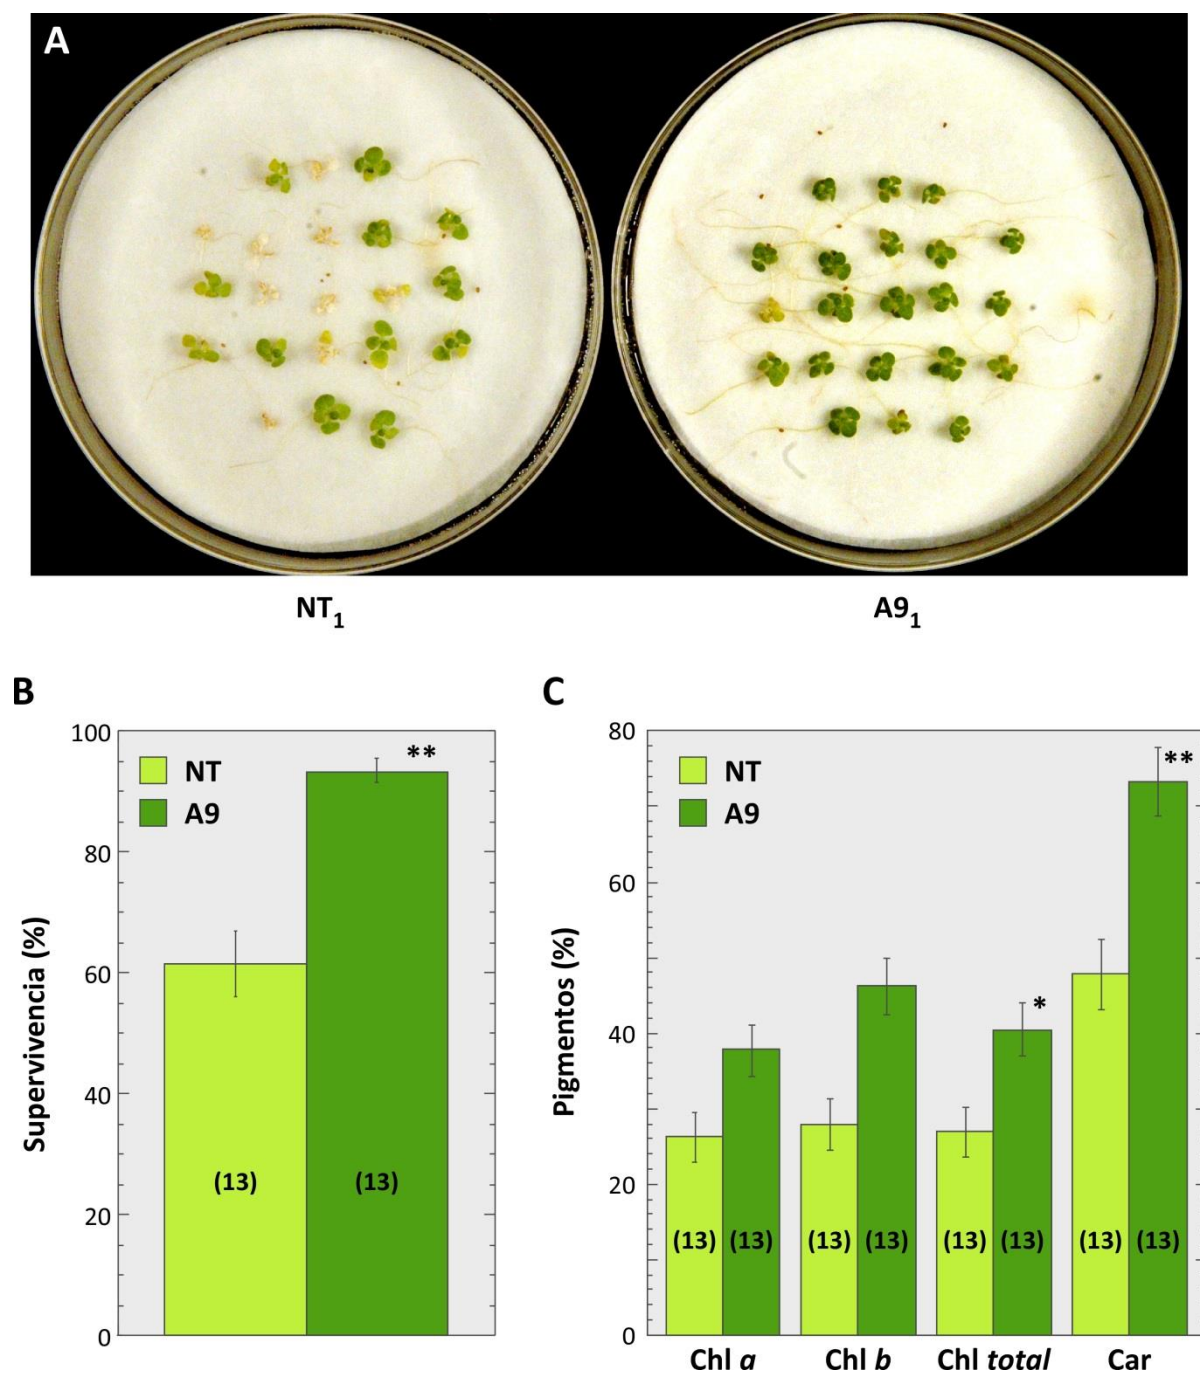 A
NT1
A91
B
Supervivencia (%)
100
80
60
40
20
0
NT
A9
**
(13)
(13)
C
Pigmentos (%)
80
60
40
20
0
NT
A9
*
**
(13)
(13)
(13)
(13)
(13)
(13)
(13)
(13)
Chl a
Chl b
Chl total
Car